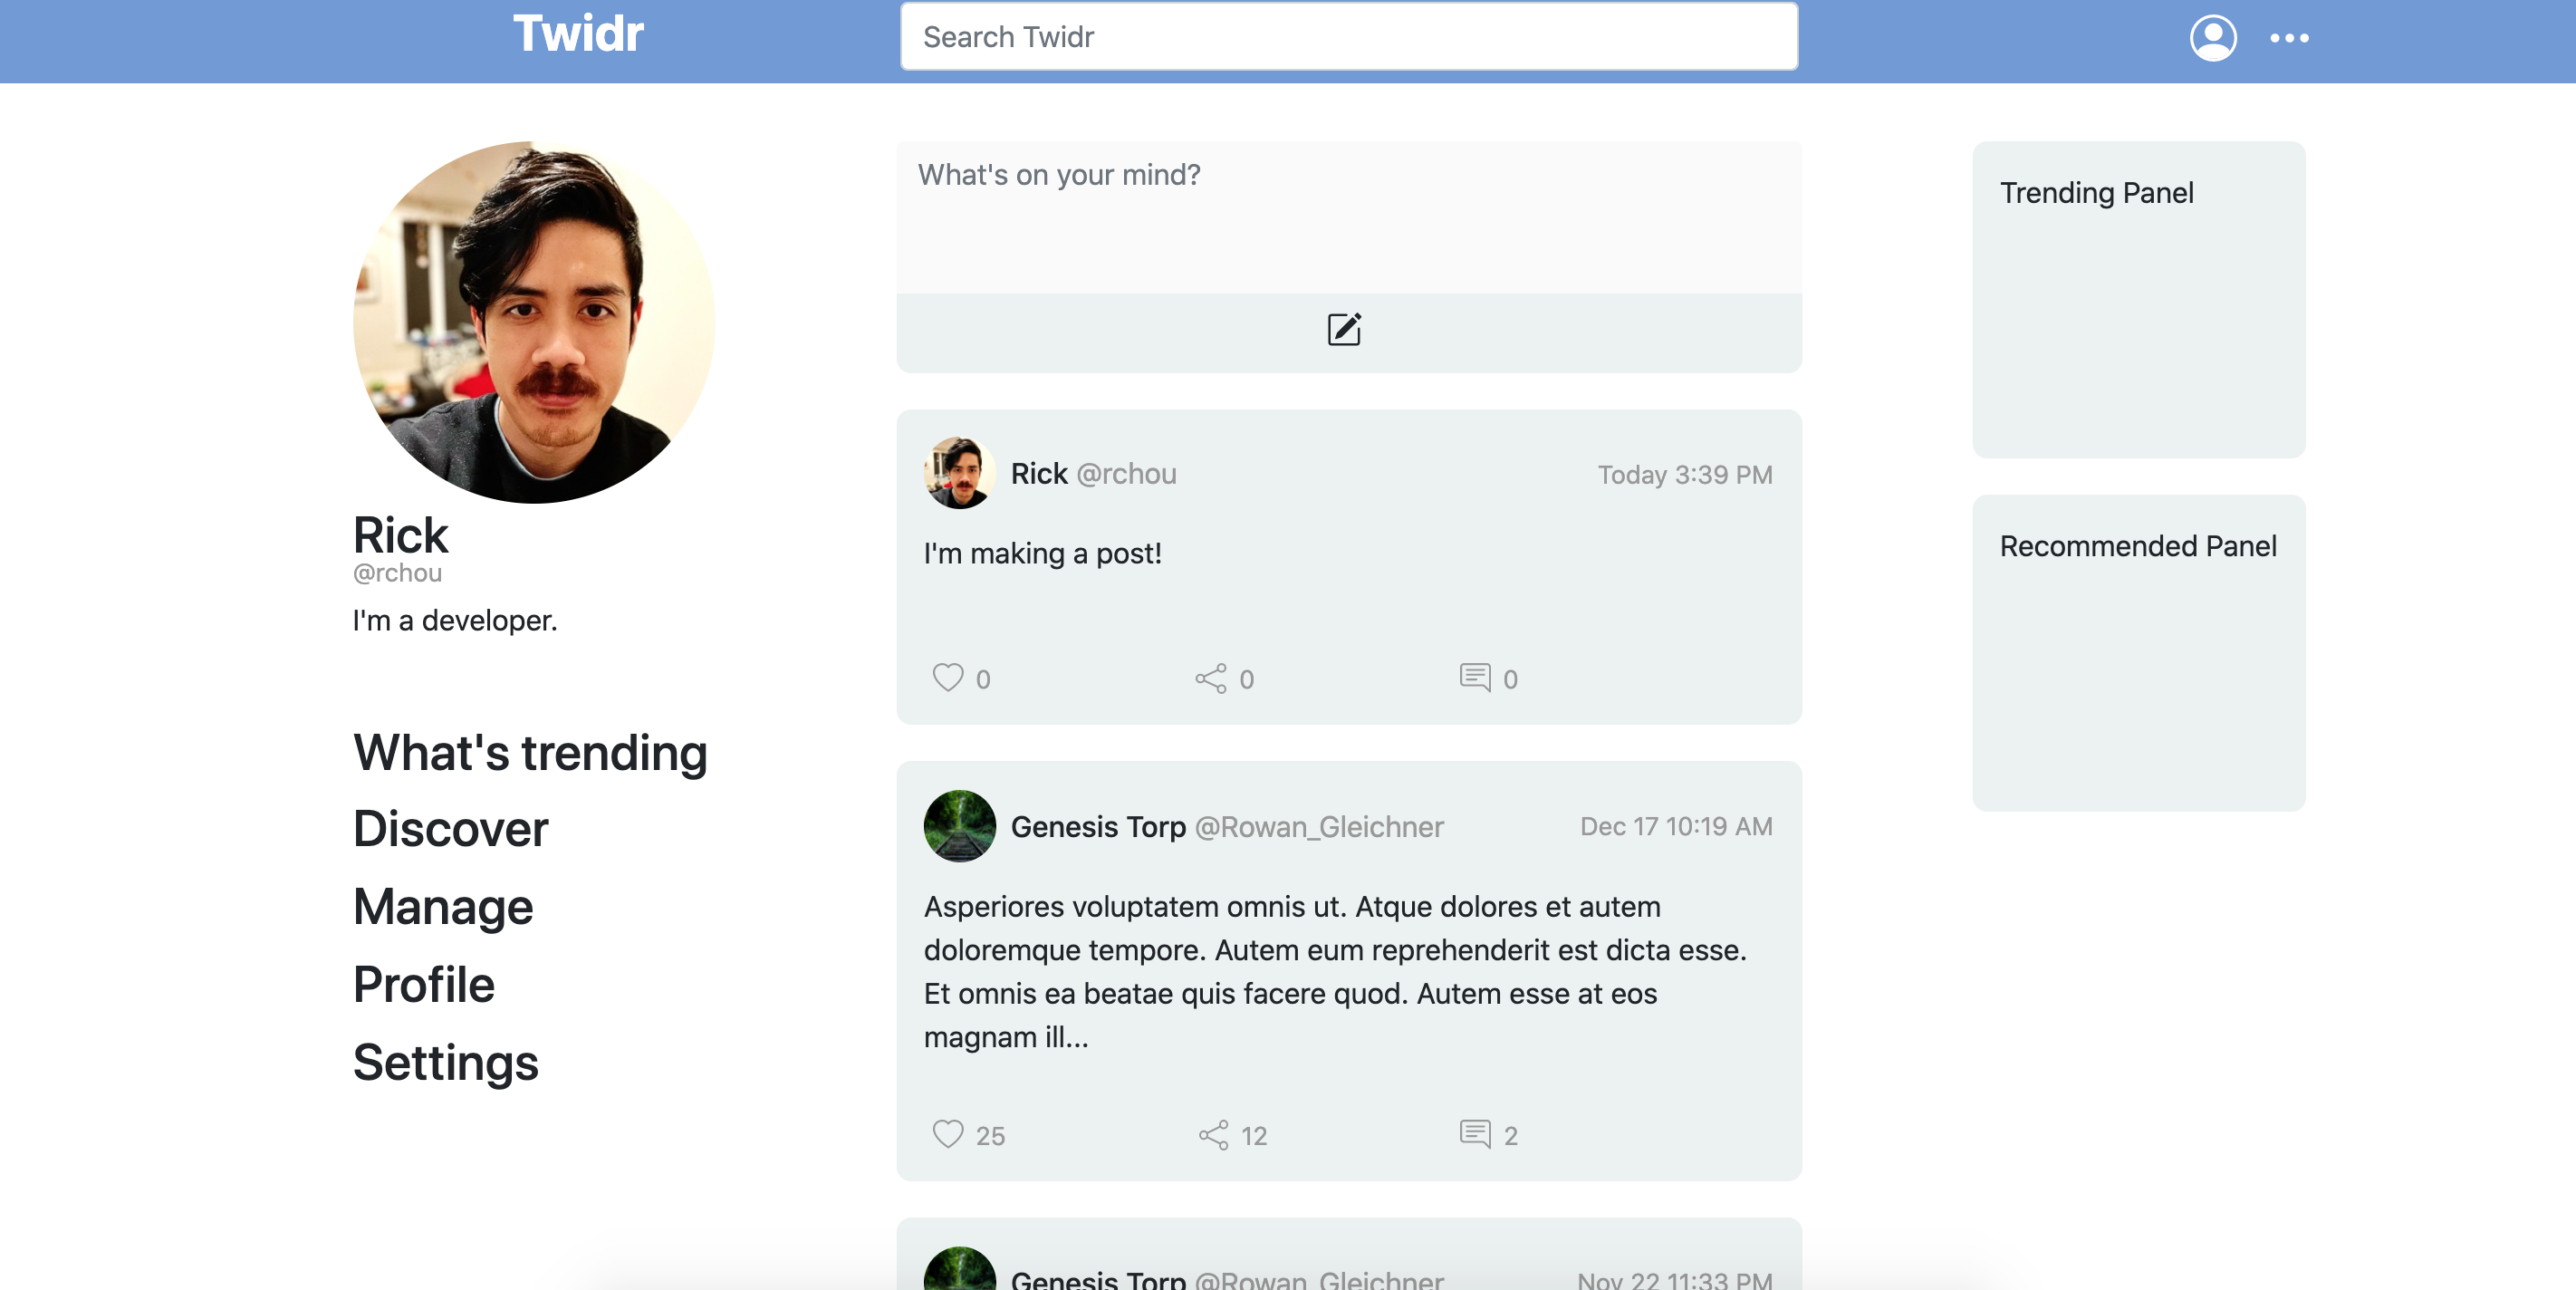 Twidr
Search Twidr
Rick
@rchou
I'm a developer.
What's trending
Discover
Manage
Profile
Settings
What's on your mind?
Rick @rchou
Today 3:39 PM
I'm making a post!
0
0
0
Genesis Torp @Rowan_Gleichner
Dec 17 10:19 AM
Asperiores voluptatem omnis ut. Atque dolores et autem
doloremque tempore. Autem eum reprehenderit est dicta esse.
Et omnis ea beatae quis facere quod. Autem esse at eos
magnam ill...
25
12
2
Genesis Torp @Rowan_Gleichner
Nov 22 11:33 PM
Trending Panel
Recommended Panel